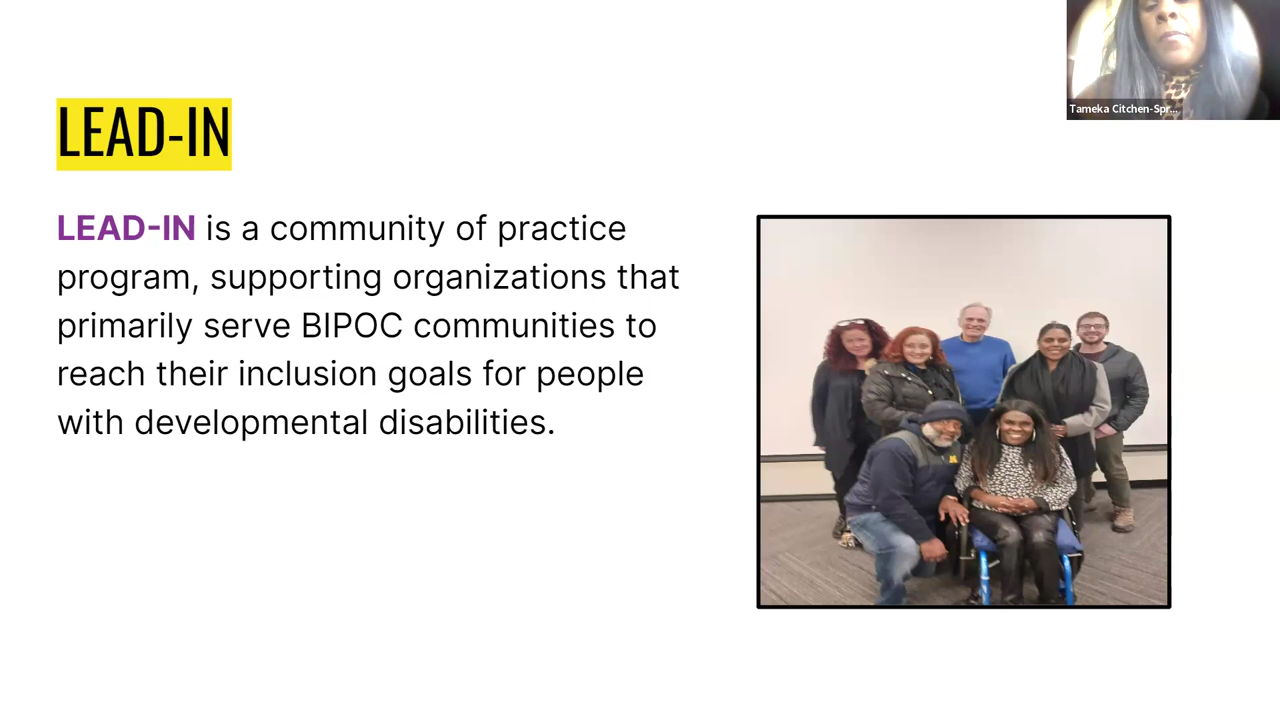 LEAD-IN
LEAD-IN is a community of practice
program, supporting organizations that
primarily serve BIPOC communities to
reach their inclusion goals for people
with developmental disabilities.
Tameka Citchen-Spr...